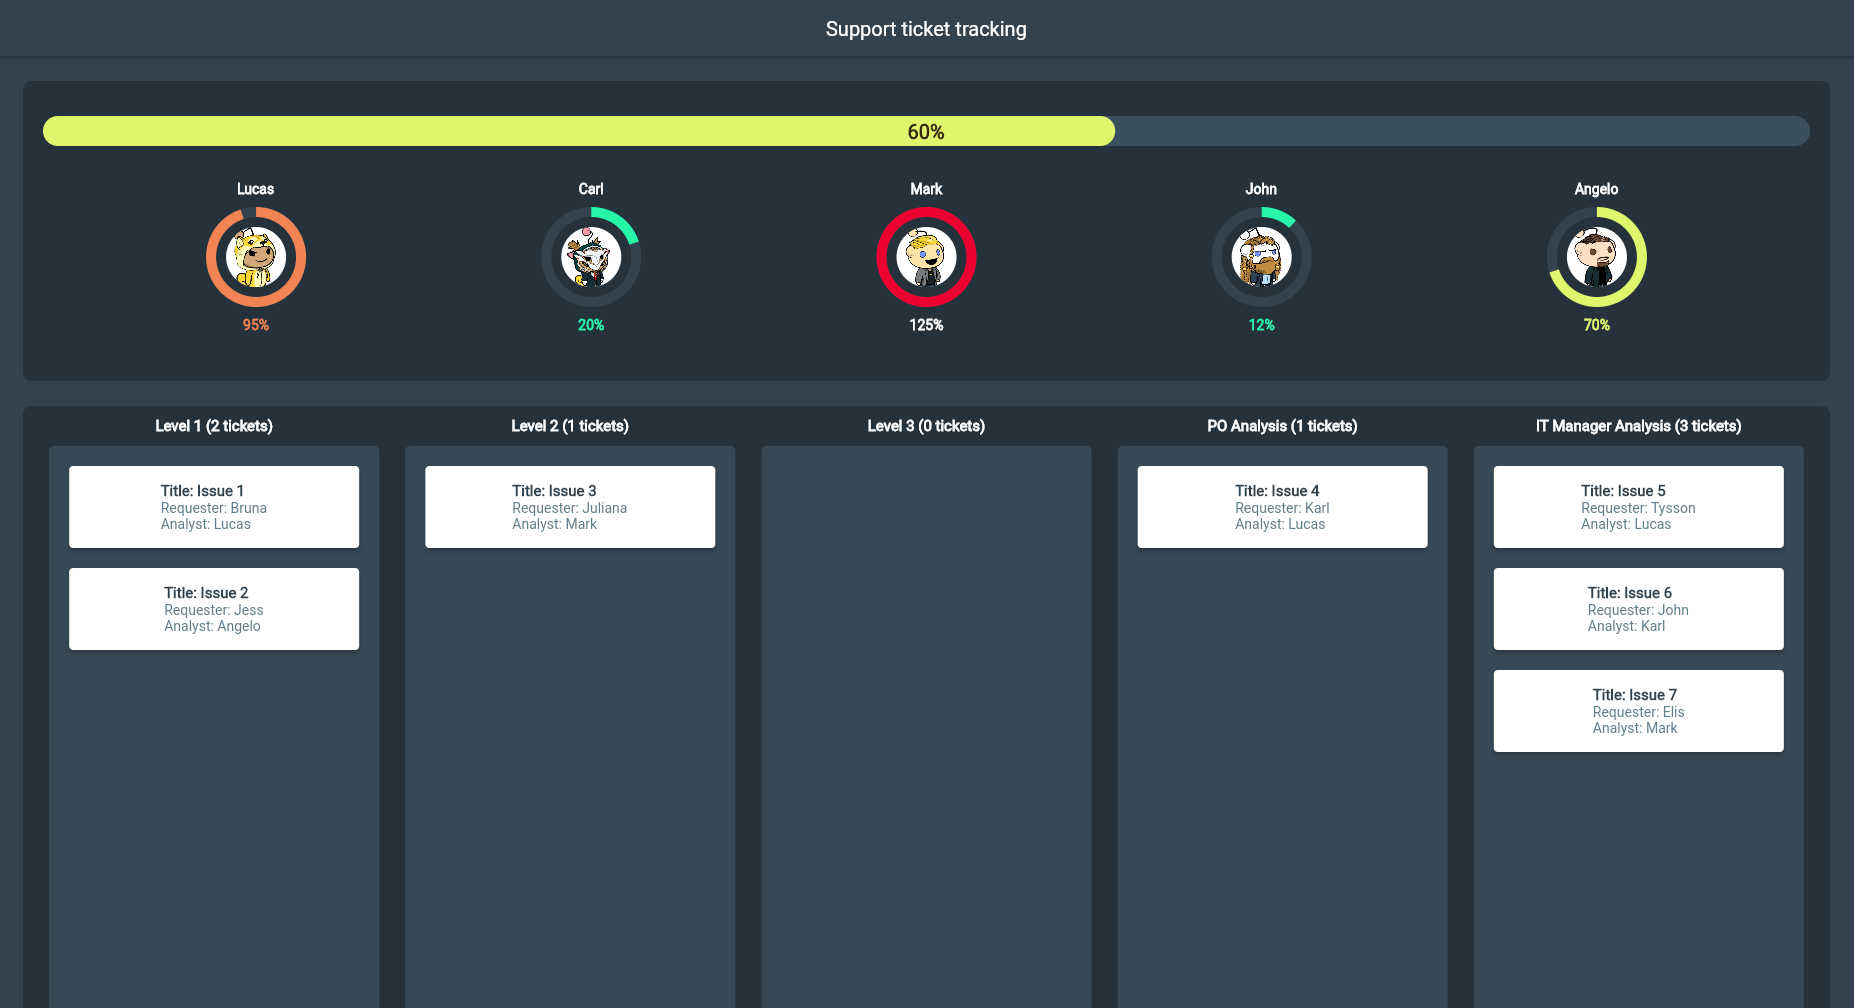 Support ticket tracking
60%
Lucas
Carl
Mark
John
Angelo
95%
20%
125%
12%
70%
Level 1 (2 tickets)
Level 2 (1 tickets)
Level 3 (0 tickets)
PO Analysis (1 tickets)
IT Manager Analysis (3 tickets)
Title: Issue 1
Requester: Bruna
Analyst: Lucas
Title: Issue 2
Requester: Jess
Analyst: Angelo
Title: Issue 3
Requester: Juliana
Analyst: Mark
Title: Issue 4
Requester: Karl
Analyst: Lucas
Title: Issue 5
Requester: Tysson
Analyst: Lucas
Title: Issue 6
Requester: John
Analyst: Karl
Title: Issue 7
Requester: Elis
Analyst: Mark